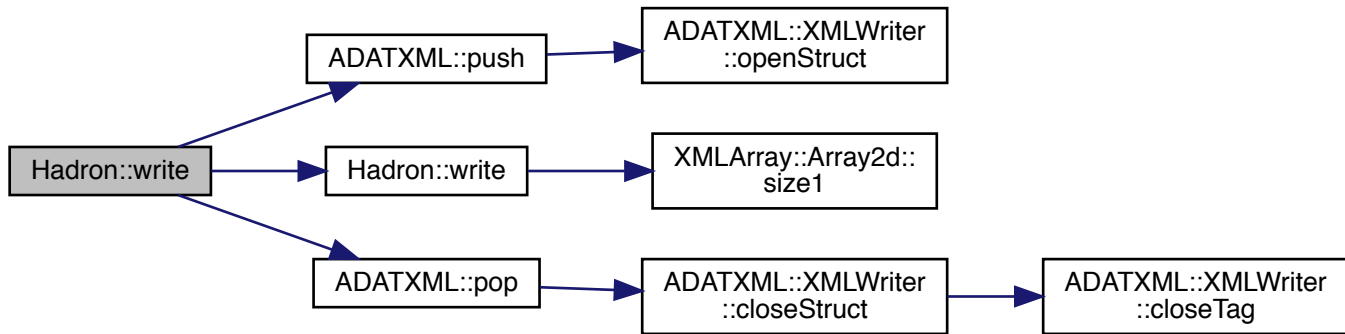 ADATXML::push
ADATXML::XMLWriter
::openStruct
Hadron::write
Hadron::write
XMLArray::Array2d::
size1
ADATXML::pop
ADATXML::XMLWriter
::closeStruct
ADATXML::XMLWriter
::closeTag